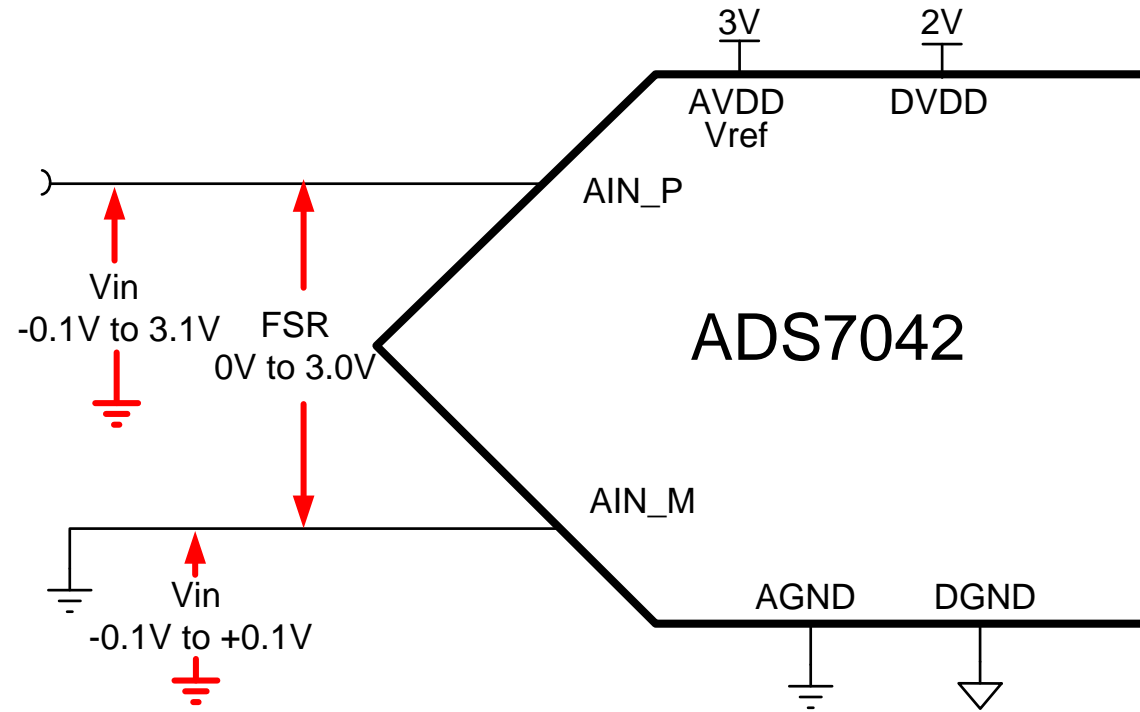 3V
2V
AVDD
Vref
DVDD
AIN_P
Vin
-0.1V to 3.1V
FSR
0V to 3.0V
ADS7042
AIN_M
Vin
-0.1V to +0.1V
AGND
DGND